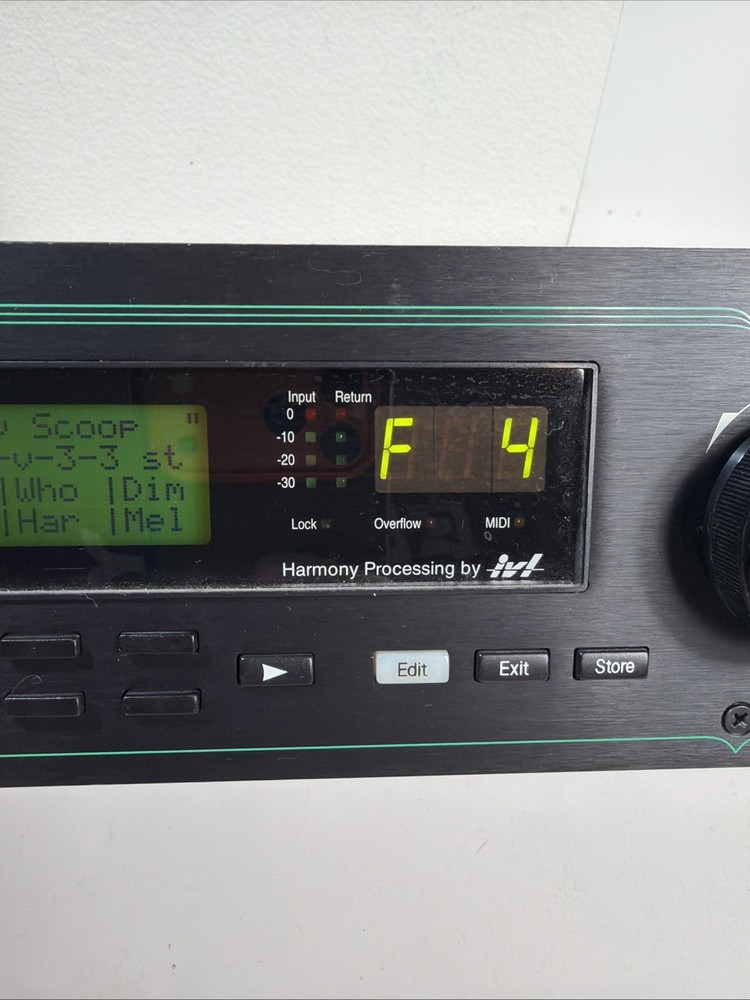 Scoop "
-v-3-3 st
|Who |Dim
|Har |Mel
Input Return
0
-10
-20
-30
F 4
Lock Overflow MIDI
Harmony Processing by ivl
Edit Exit Store